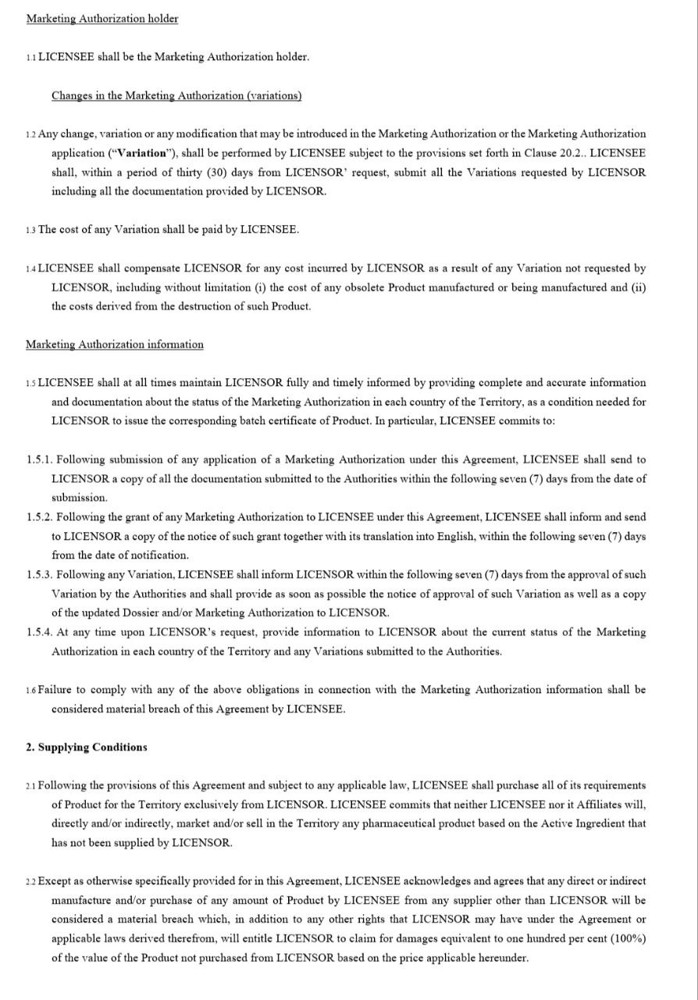 Marketing Authorization holder
1.1 LICENSEE shall be the Marketing Authorization holder.
Changes in the Marketing Authorization (variations)
1.2 Any change, variation or any modification that may be introduced in the Marketing Authorization or the Marketing Authorization
application (“Variation”), shall be performed by LICENSEE subject to the provisions set forth in Clause 20.2.. LICENSEE
shall, within a period of thirty (30) days from LICENSOR’ request, submit all the Variations requested by LICENSOR
including all the documentation provided by LICENSOR.
1.3 The cost of any Variation shall be paid by LICENSEE.
1.4 LICENSEE shall compensate LICENSOR for any cost incurred by LICENSOR as a result of any Variation not requested by
LICENSOR, including without limitation (i) the cost of any obsolete Product manufactured or being manufactured and (ii)
the costs derived from the destruction of such Product.
Marketing Authorization information
1.5 LICENSEE shall at all times maintain LICENSOR fully and timely informed by providing complete and accurate information
and documentation about the status of the Marketing Authorization in each country of the Territory, as a condition needed for
LICENSOR to issue the corresponding batch certificate of Product. In particular, LICENSEE commits to:
1.5.1. Following submission of any application of a Marketing Authorization under this Agreement, LICENSEE shall send to
LICENSOR a copy of all the documentation submitted to the Authorities within the following seven (7) days from the date of
submission.
1.5.2. Following the grant of any Marketing Authorization to LICENSEE under this Agreement, LICENSEE shall inform and send
to LICENSOR a copy of the notice of such grant together with its translation into English, within the following seven (7) days
from the date of notification.
1.5.3. Following any Variation, LICENSEE shall inform LICENSOR within the following seven (7) days from the approval of such
Variation by the Authorities and shall provide as soon as possible the notice of approval of such Variation as well as a copy
of the updated Dossier and/or Marketing Authorization to LICENSOR.
1.5.4. At any time upon LICENSOR’s request, provide information to LICENSOR about the current status of the Marketing
Authorization in each country of the Territory and any Variations submitted to the Authorities.
1.6 Failure to comply with any of the above obligations in connection with the Marketing Authorization information shall be
considered material breach of this Agreement by LICENSEE.
2. Supplying Conditions
2.1 Following the provisions of this Agreement and subject to any applicable law, LICENSEE shall purchase all of its requirements
of Product for the Territory exclusively from LICENSOR. LICENSEE commits that neither LICENSEE nor it Affiliates will,
directly and/or indirectly, market and/or sell in the Territory any pharmaceutical product based on the Active Ingredient that
has not been supplied by LICENSOR.
2.2 Except as otherwise specifically provided for in this Agreement, LICENSEE acknowledges and agrees that any direct or indirect
manufacture and/or purchase of any amount of Product by LICENSEE from any supplier other than LICENSOR will be
considered a material breach which, in addition to any other rights that LICENSOR may have under the Agreement or
applicable laws derived therefrom, will entitle LICENSOR to claim for damages equivalent to one hundred per cent (100%)
of the value of the Product not purchased from LICENSOR based on the price applicable hereunder.